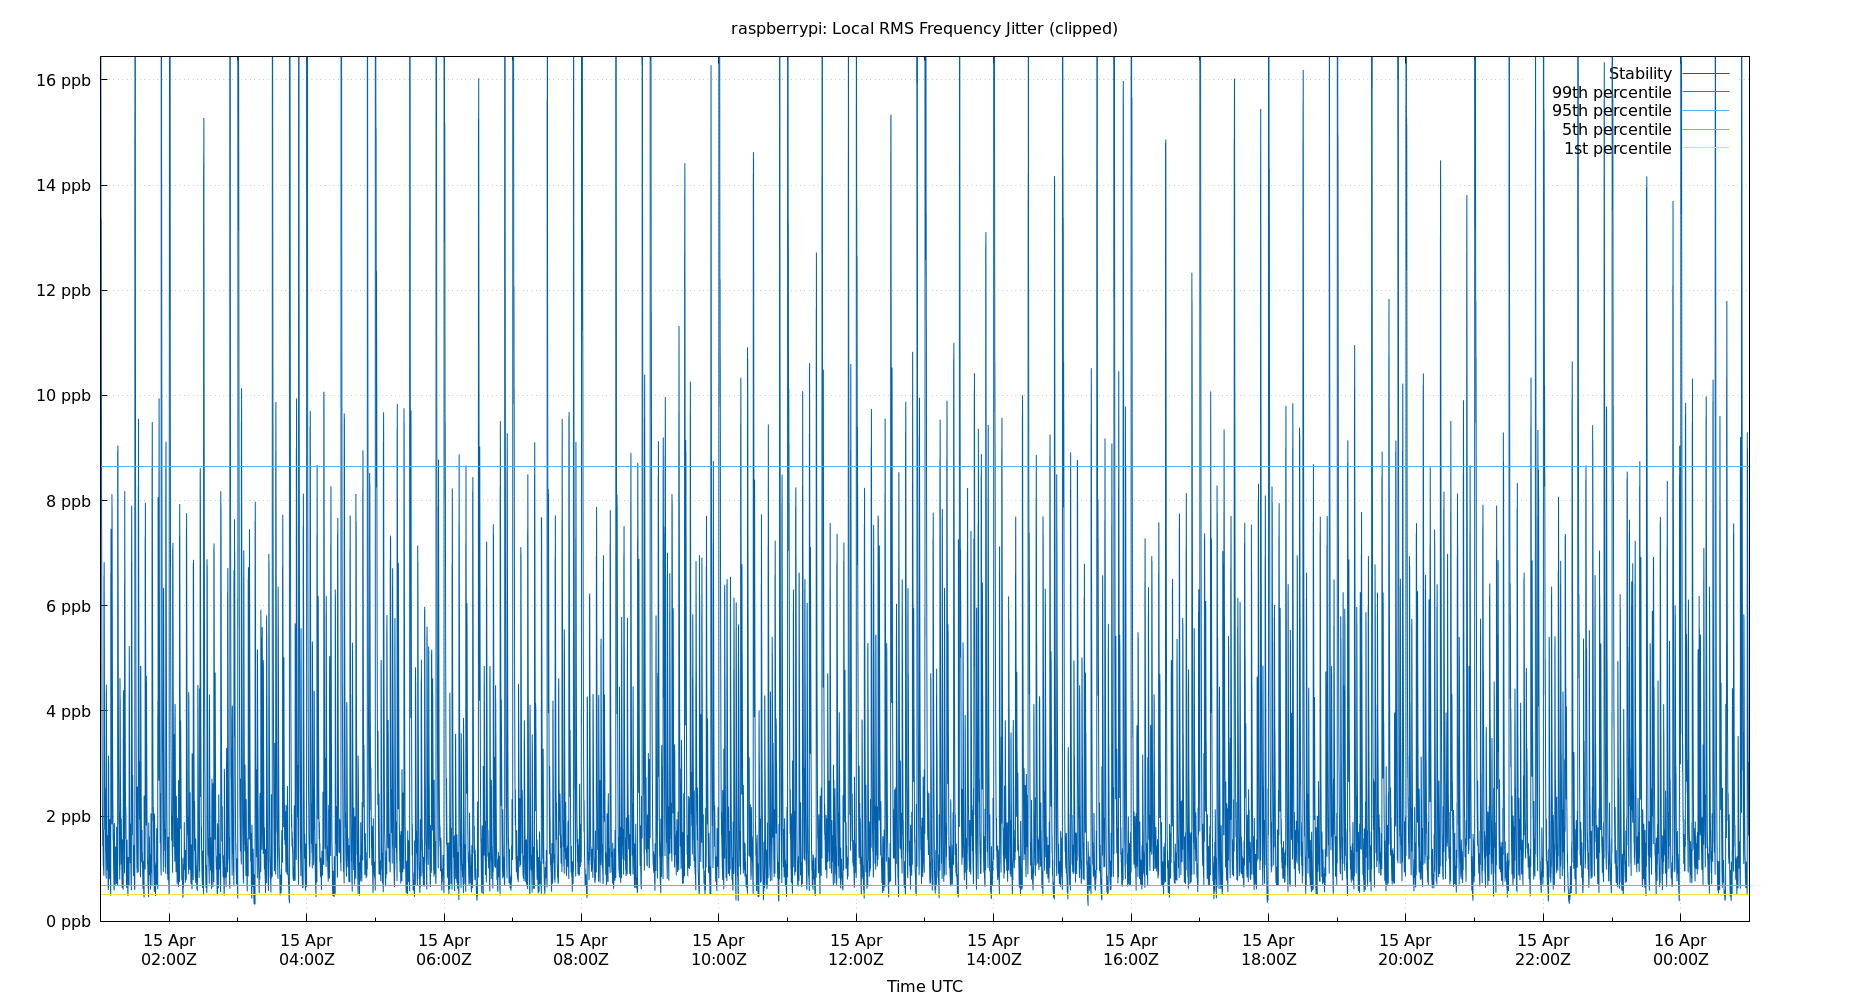 raspberrypi: Local RMS Frequency Jitter (clipped)
Stability
99th percentile
95th percentile
5th percentile
1st percentile
16 ppb
14 ppb
12 ppb
10 ppb
8 ppb
6 ppb
4 ppb
2 ppb
0 ppb
15 Apr 15 Apr 15 Apr 15 Apr 15 Apr 15 Apr 15 Apr 15 Apr 15 Apr 15 Apr 15 Apr 16 Apr
02:00Z 04:00Z 06:00Z 08:00Z 10:00Z 12:00Z 14:00Z 16:00Z 18:00Z 20:00Z 22:00Z 00:00Z
Time UTC